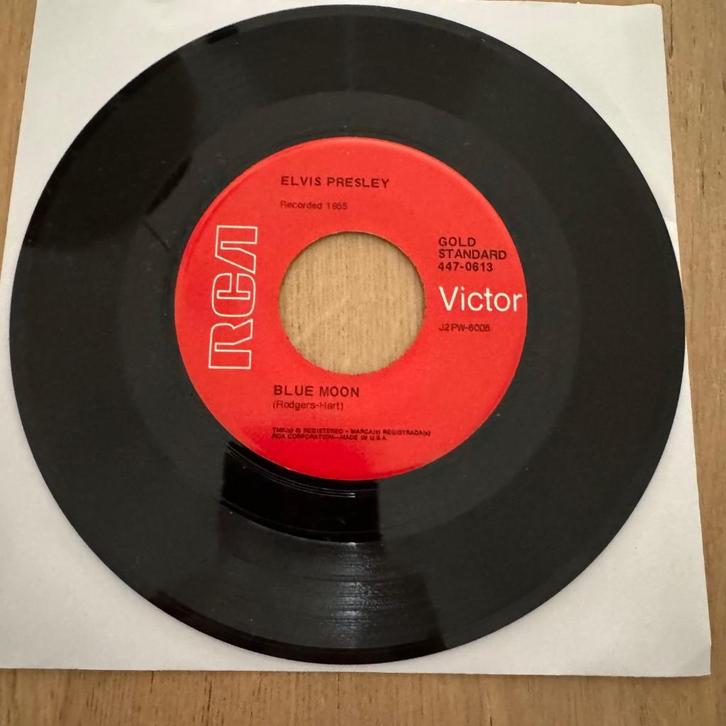 ELVIS PRESLEY
Recorded 1955
RCA
GOLD
STANDARD
447-0613
Victor
J2PW-6008
BLUE MOON
(Rodgers-Hart)
TMK(s) ® REGISTERED • MARCA(s) REGISTRADA(s)
RCA CORPORATION—MADE IN U.S.A.